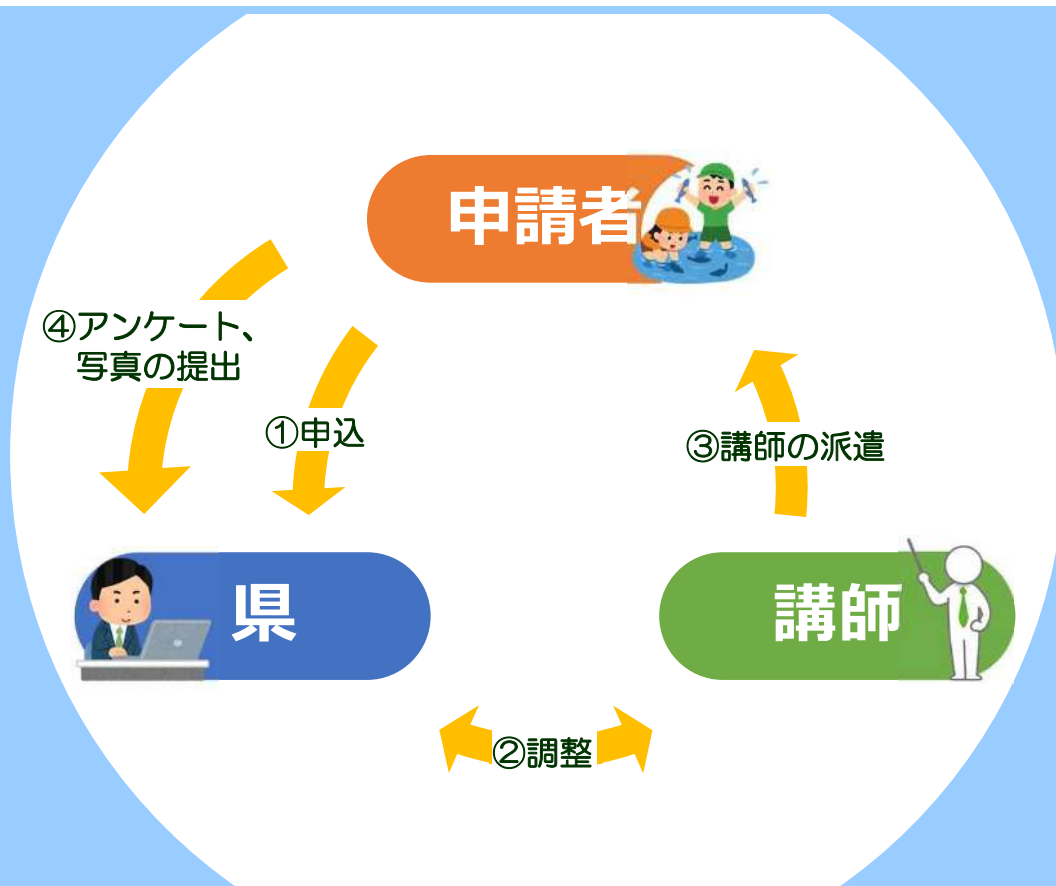 申請者
④アンケート、
写真の提出
①申込
③講師の派遣
県
講師
②調整